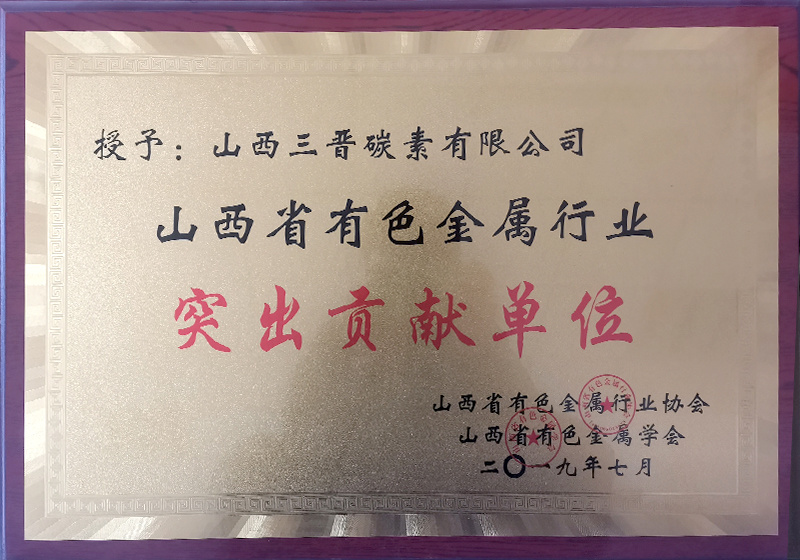 授予：山西三晋碳素有限公司
山西省有色金属行业
突出贡献单位
山西省有色金属行业协会
山西省有色金属学会
二〇一九年七月